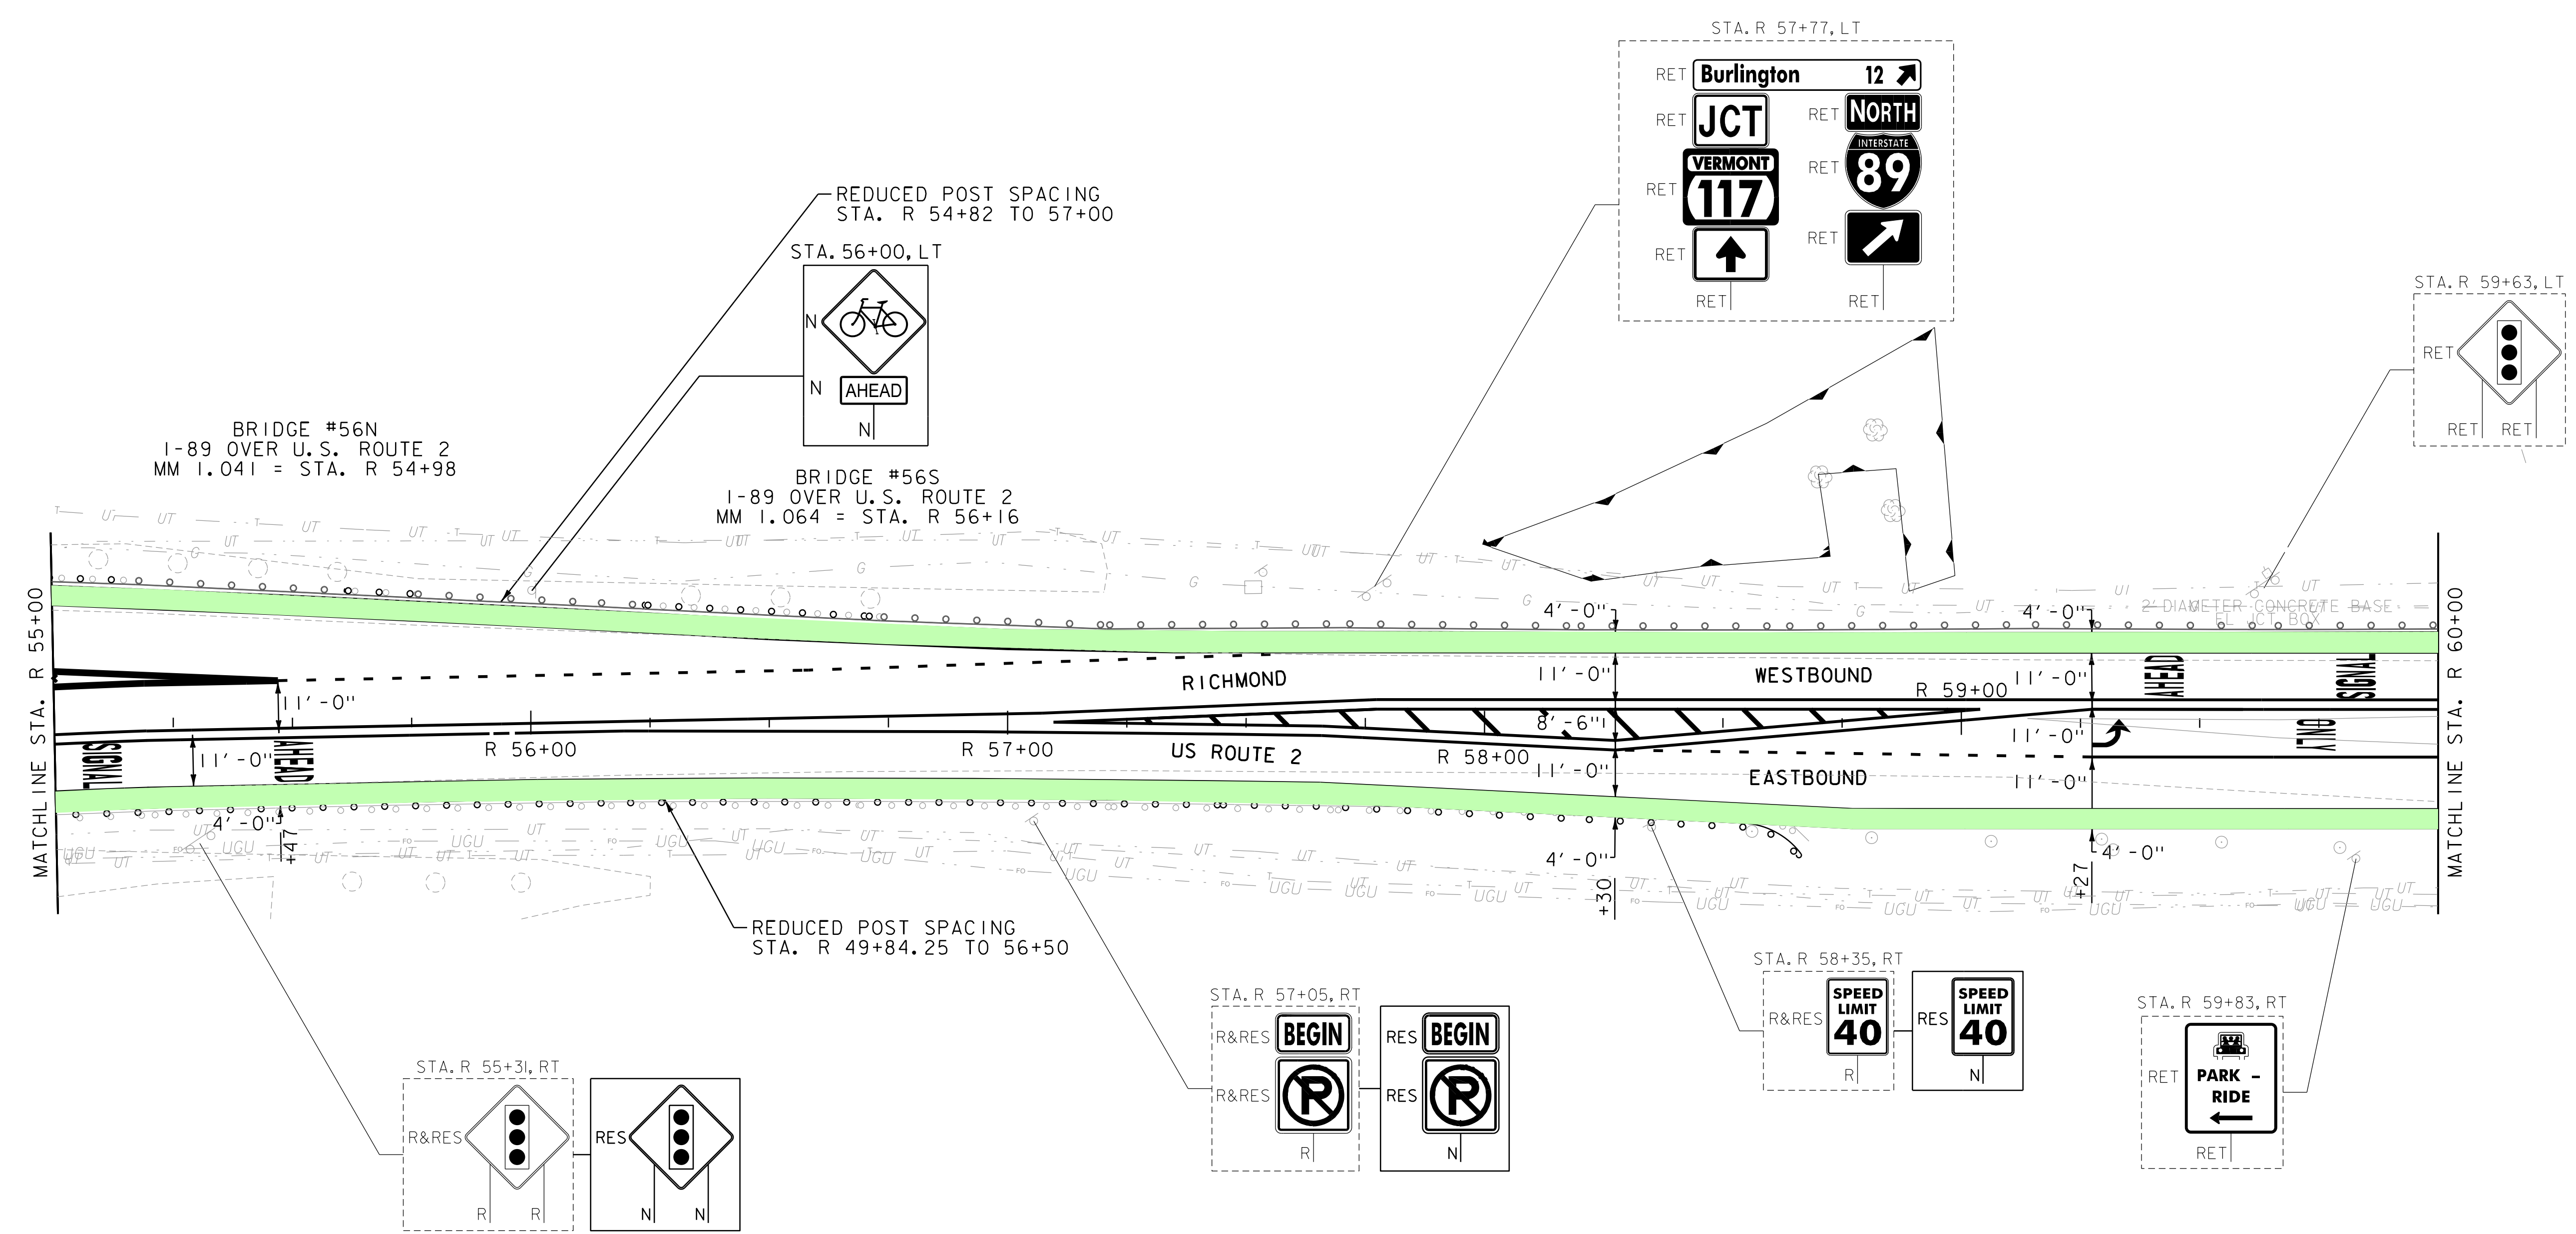 STA. R 57+77, LT
RET
Burlington 12
RET
JCT
RET
NORTH
RET
VERMONT
117
RET
INTERSTATE
89
RET
RET
RET
RET
REDUCED POST SPACING
STA. R 54+82 TO 57+00
STA. 56+00, LT
N
N
AHEAD
N
STA. R 59+63, LT
RET
RET
RET
BRIDGE #56N
I-89 OVER U.S. ROUTE 2
MM 1.041 = STA. R 54+98
BRIDGE #56S
I-89 OVER U.S. ROUTE 2
MM 1.064 = STA. R 56+16
MATCHLINE STA. R 55+00
MATCHLINE STA. R 60+00
2' DIAMETER CONCRETE BASE
EL JCT BOX
4'-0"
4'-0"
11'-0"
RICHMOND
11'-0"
WESTBOUND
R 59+00
11'-0"
AHEAD
SIGNAL
SIGNAL
11'-0"
AHEAD
R 56+00
R 57+00
US ROUTE 2
8'-6"
R 58+00
11'-0"
11'-0"
ONLY
EASTBOUND
11'-0"
4'-0"
+47
4'-0"
+30
4'-0"
+27
UT
UGU
G
T
FO
REDUCED POST SPACING
STA. R 49+84.25 TO 56+50
STA. R 55+31, RT
R&RES
R
R
RES
N
N
STA. R 57+05, RT
R&RES
BEGIN
R&RES
P
R
RES
BEGIN
RES
P
N
STA. R 58+35, RT
R&RES
SPEED
LIMIT
40
R
RES
SPEED
LIMIT
40
N
STA. R 59+83, RT
RET
PARK -
RIDE
RET